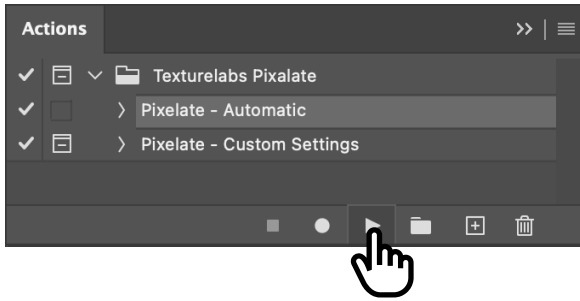 Actions
Texturelabs Pixalate
Pixelate - Automatic
Pixelate - Custom Settings